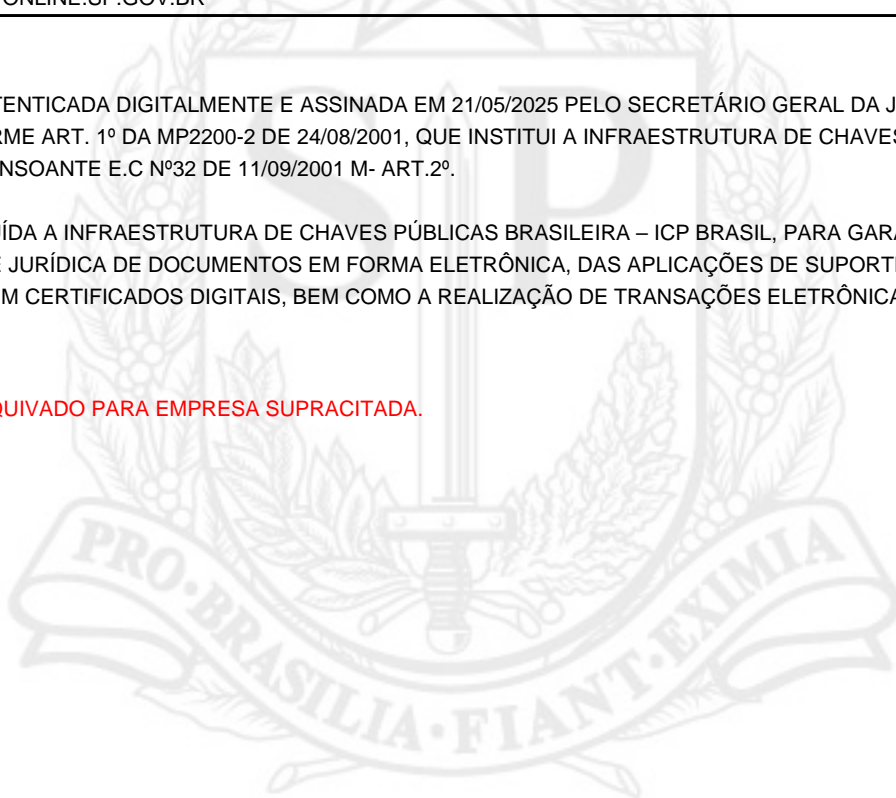 ONLINE.SP.GOV.BR
TENTICADA DIGITALMENTE E ASSINADA EM 21/05/2025 PELO SECRETÁRIO GERAL DA J
RME ART. 1º DA MP2200-2 DE 24/08/2001, QUE INSTITUI A INFRAESTRUTURA DE CHAVES
NSOANTE E.C Nº32 DE 11/09/2001 M- ART.2º.
ÍDA A INFRAESTRUTURA DE CHAVES PÚBLICAS BRASILEIRA – ICP BRASIL, PARA GARA
E JURÍDICA DE DOCUMENTOS EM FORMA ELETRÔNICA, DAS APLICAÇÕES DE SUPORTE
M CERTIFICADOS DIGITAIS, BEM COMO A REALIZAÇÃO DE TRANSAÇÕES ELETRÔNICA
QUIVADO PARA EMPRESA SUPRACITADA.
SP
PRO·BRASILIA·FIANT·EXIMIA